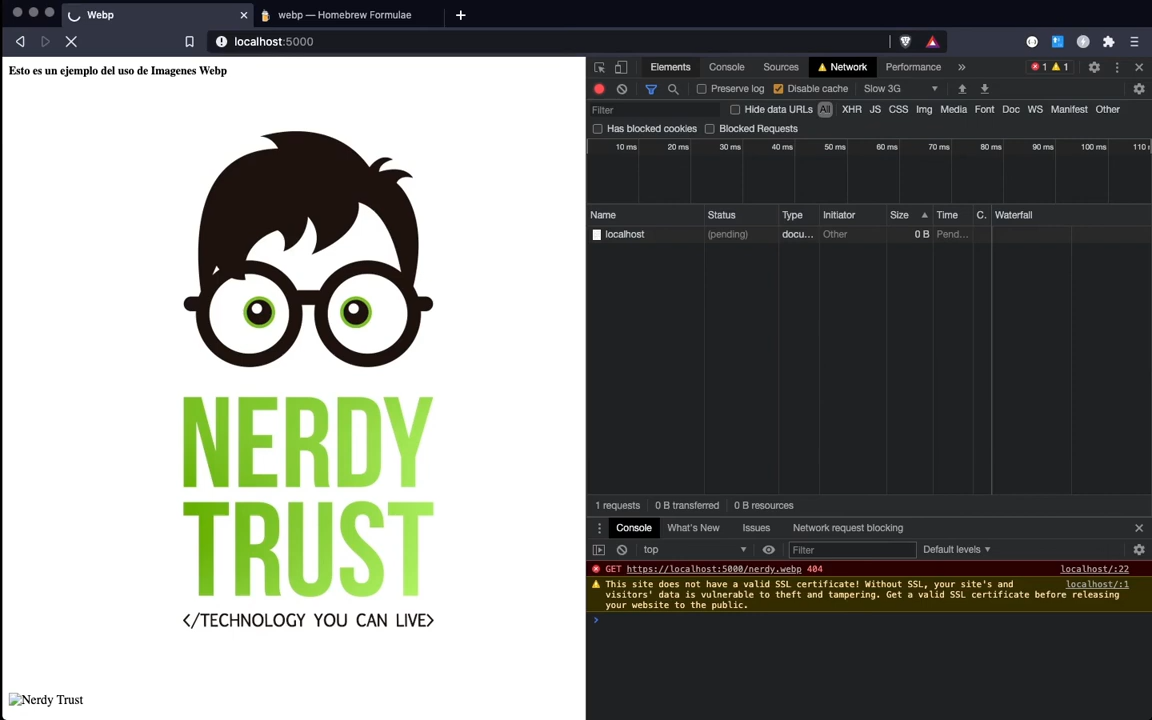 Webp
webp — Homebrew Formulae
localhost:5000
Esto es un ejemplo del uso de Imagenes Webp
NERDY
TRUST
</TECHNOLOGY YOU CAN LIVE>
Nerdy Trust
Elements Console Sources Network Performance » 1 1
Preserve log Disable cache Slow 3G
Filter Hide data URLs All XHR JS CSS Img Media Font Doc WS Manifest Other
Has blocked cookies Blocked Requests
10 ms 20 ms 30 ms 40 ms 50 ms 60 ms 70 ms 80 ms 90 ms 100 ms 110
Name Status Type Initiator Size Time C. Waterfall
localhost (pending) docu... Other 0 B Pend...
1 requests 0 B transferred 0 B resources
Console What's New Issues Network request blocking
top Filter Default levels
GET https://localhost:5000/nerdy.webp 404 localhost/:22
This site does not have a valid SSL certificate! Without SSL, your site's and localhost/:1
visitors' data is vulnerable to theft and tampering. Get a valid SSL certificate before releasing
your website to the public.